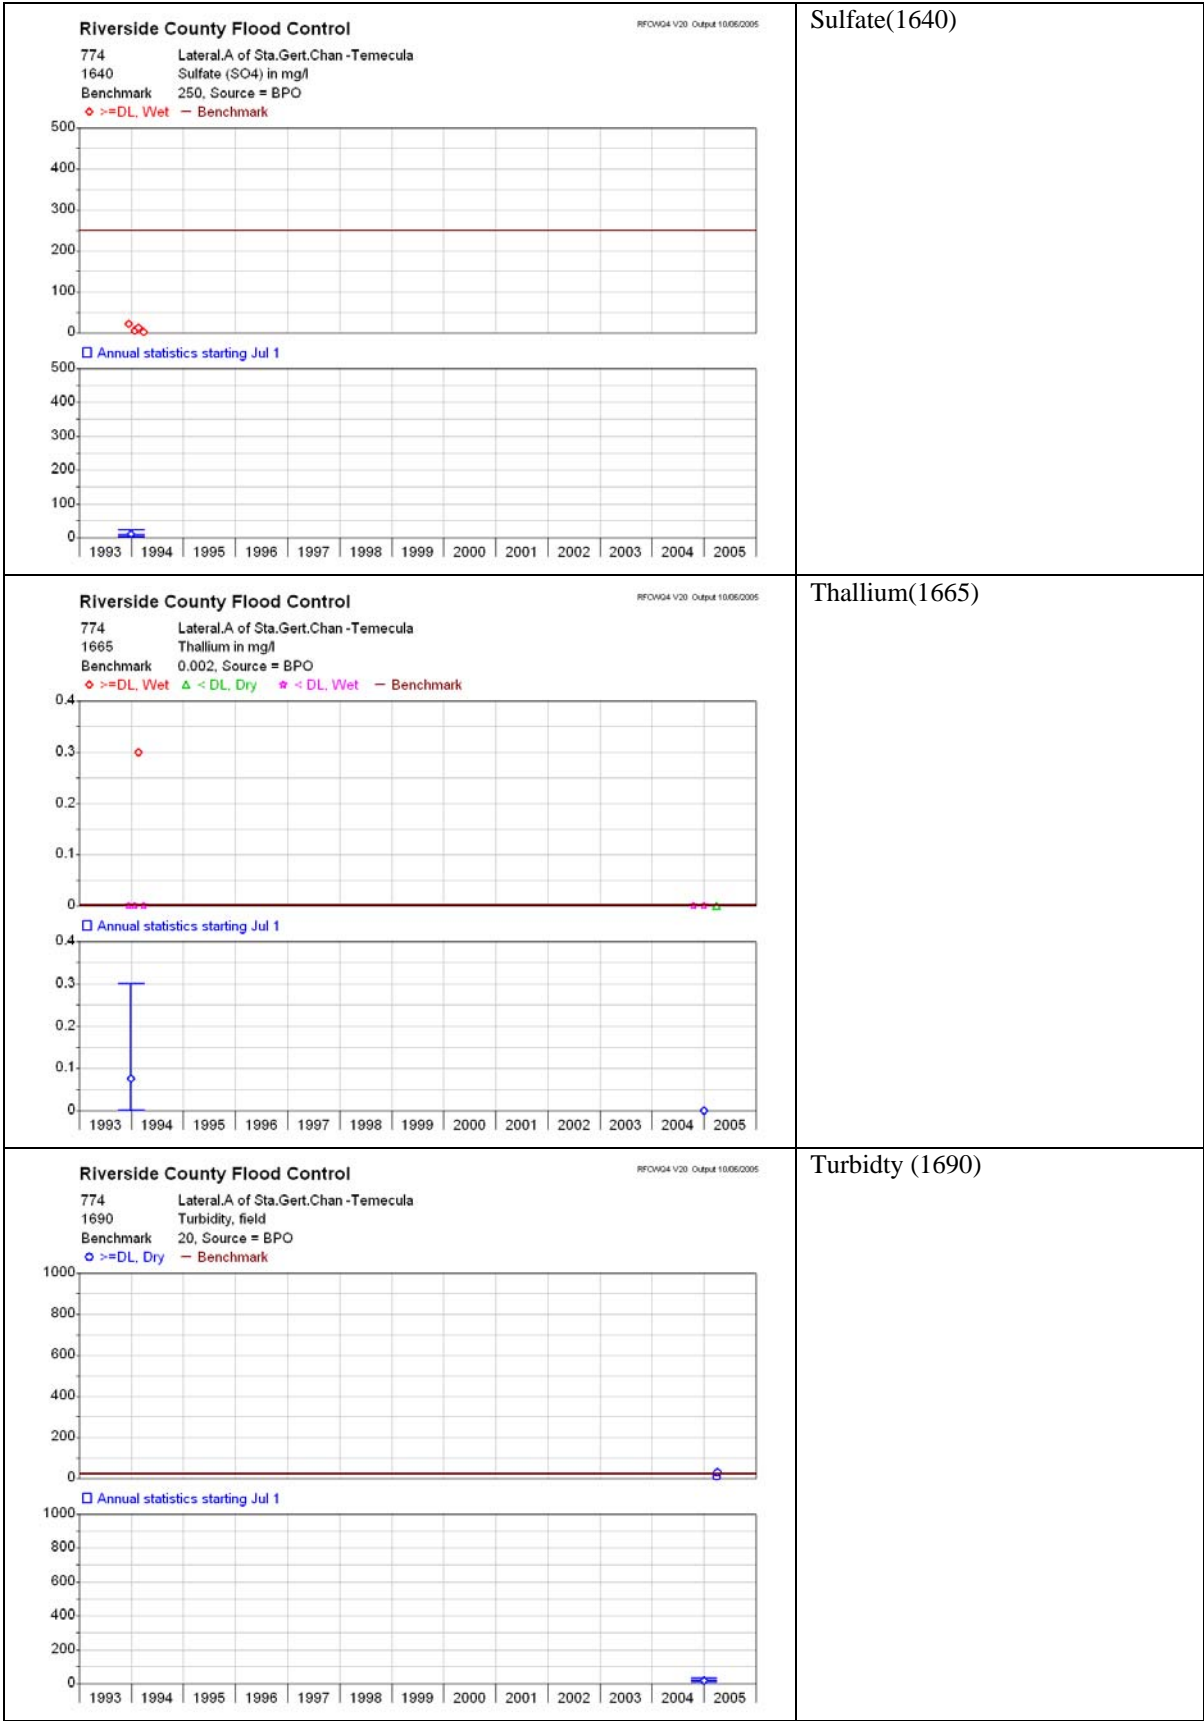 Riverside County Flood Control RFCWQ4 V20 Output 10/06/2005
774 Lateral.A of Sta.Gert.Chan -Temecula
1640 Sulfate (SO4) in mg/l
Benchmark 250, Source = BPO
>=DL, Wet Benchmark
500
400
300
200
100
0
Annual statistics starting Jul 1
500
400
300
200
100
0
1993 1994 1995 1996 1997 1998 1999 2000 2001 2002 2003 2004 2005
Sulfate(1640)
Riverside County Flood Control RFCWQ4 V20 Output 10/06/2005
774 Lateral.A of Sta.Gert.Chan -Temecula
1665 Thallium in mg/l
Benchmark 0.002, Source = BPO
>=DL, Wet < DL, Dry < DL, Wet Benchmark
0.4
0.3
0.2
0.1
0
Annual statistics starting Jul 1
0.4
0.3
0.2
0.1
0
1993 1994 1995 1996 1997 1998 1999 2000 2001 2002 2003 2004 2005
Thallium(1665)
Riverside County Flood Control RFCWQ4 V20 Output 10/06/2005
774 Lateral.A of Sta.Gert.Chan -Temecula
1690 Turbidity, field
Benchmark 20, Source = BPO
>=DL, Dry Benchmark
1000
800
600
400
200
0
Annual statistics starting Jul 1
1000
800
600
400
200
0
1993 1994 1995 1996 1997 1998 1999 2000 2001 2002 2003 2004 2005
Turbidty (1690)